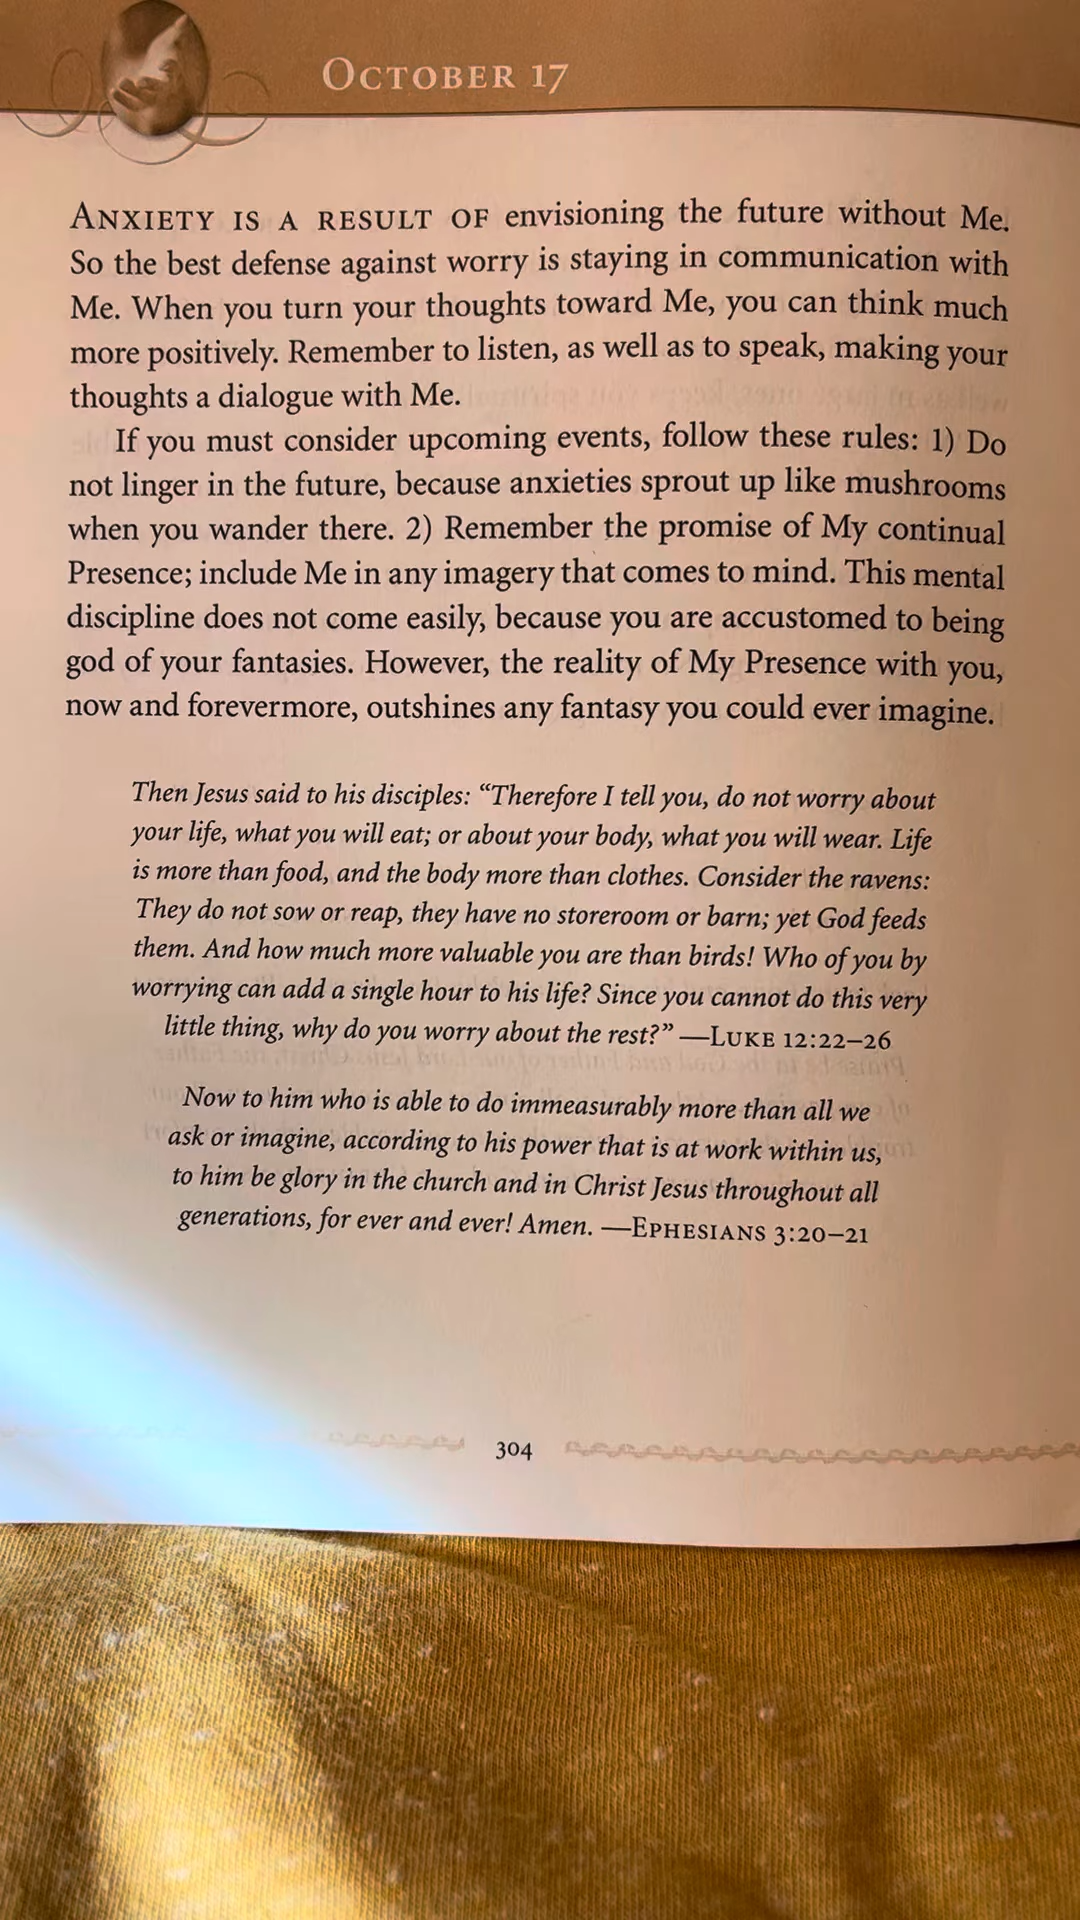 OCTOBER 17
ANXIETY IS A RESULT OF envisioning the future without Me.
So the best defense against worry is staying in communication with
Me. When you turn your thoughts toward Me, you can think much
more positively. Remember to listen, as well as to speak, making your
thoughts a dialogue with Me.
If you must consider upcoming events, follow these rules: 1) Do
not linger in the future, because anxieties sprout up like mushrooms
when you wander there. 2) Remember the promise of My continual
Presence; include Me in any imagery that comes to mind. This mental
discipline does not come easily, because you are accustomed to being
god of your fantasies. However, the reality of My Presence with you,
now and forevermore, outshines any fantasy you could ever imagine.
Then Jesus said to his disciples: “Therefore I tell you, do not worry about
your life, what you will eat; or about your body, what you will wear. Life
is more than food, and the body more than clothes. Consider the ravens:
They do not sow or reap, they have no storeroom or barn; yet God feeds
them. And how much more valuable you are than birds! Who of you by
worrying can add a single hour to his life? Since you cannot do this very
little thing, why do you worry about the rest?” —LUKE 12:22–26
Now to him who is able to do immeasurably more than all we
ask or imagine, according to his power that is at work within us,
to him be glory in the church and in Christ Jesus throughout all
generations, for ever and ever! Amen. —EPHESIANS 3:20–21
304